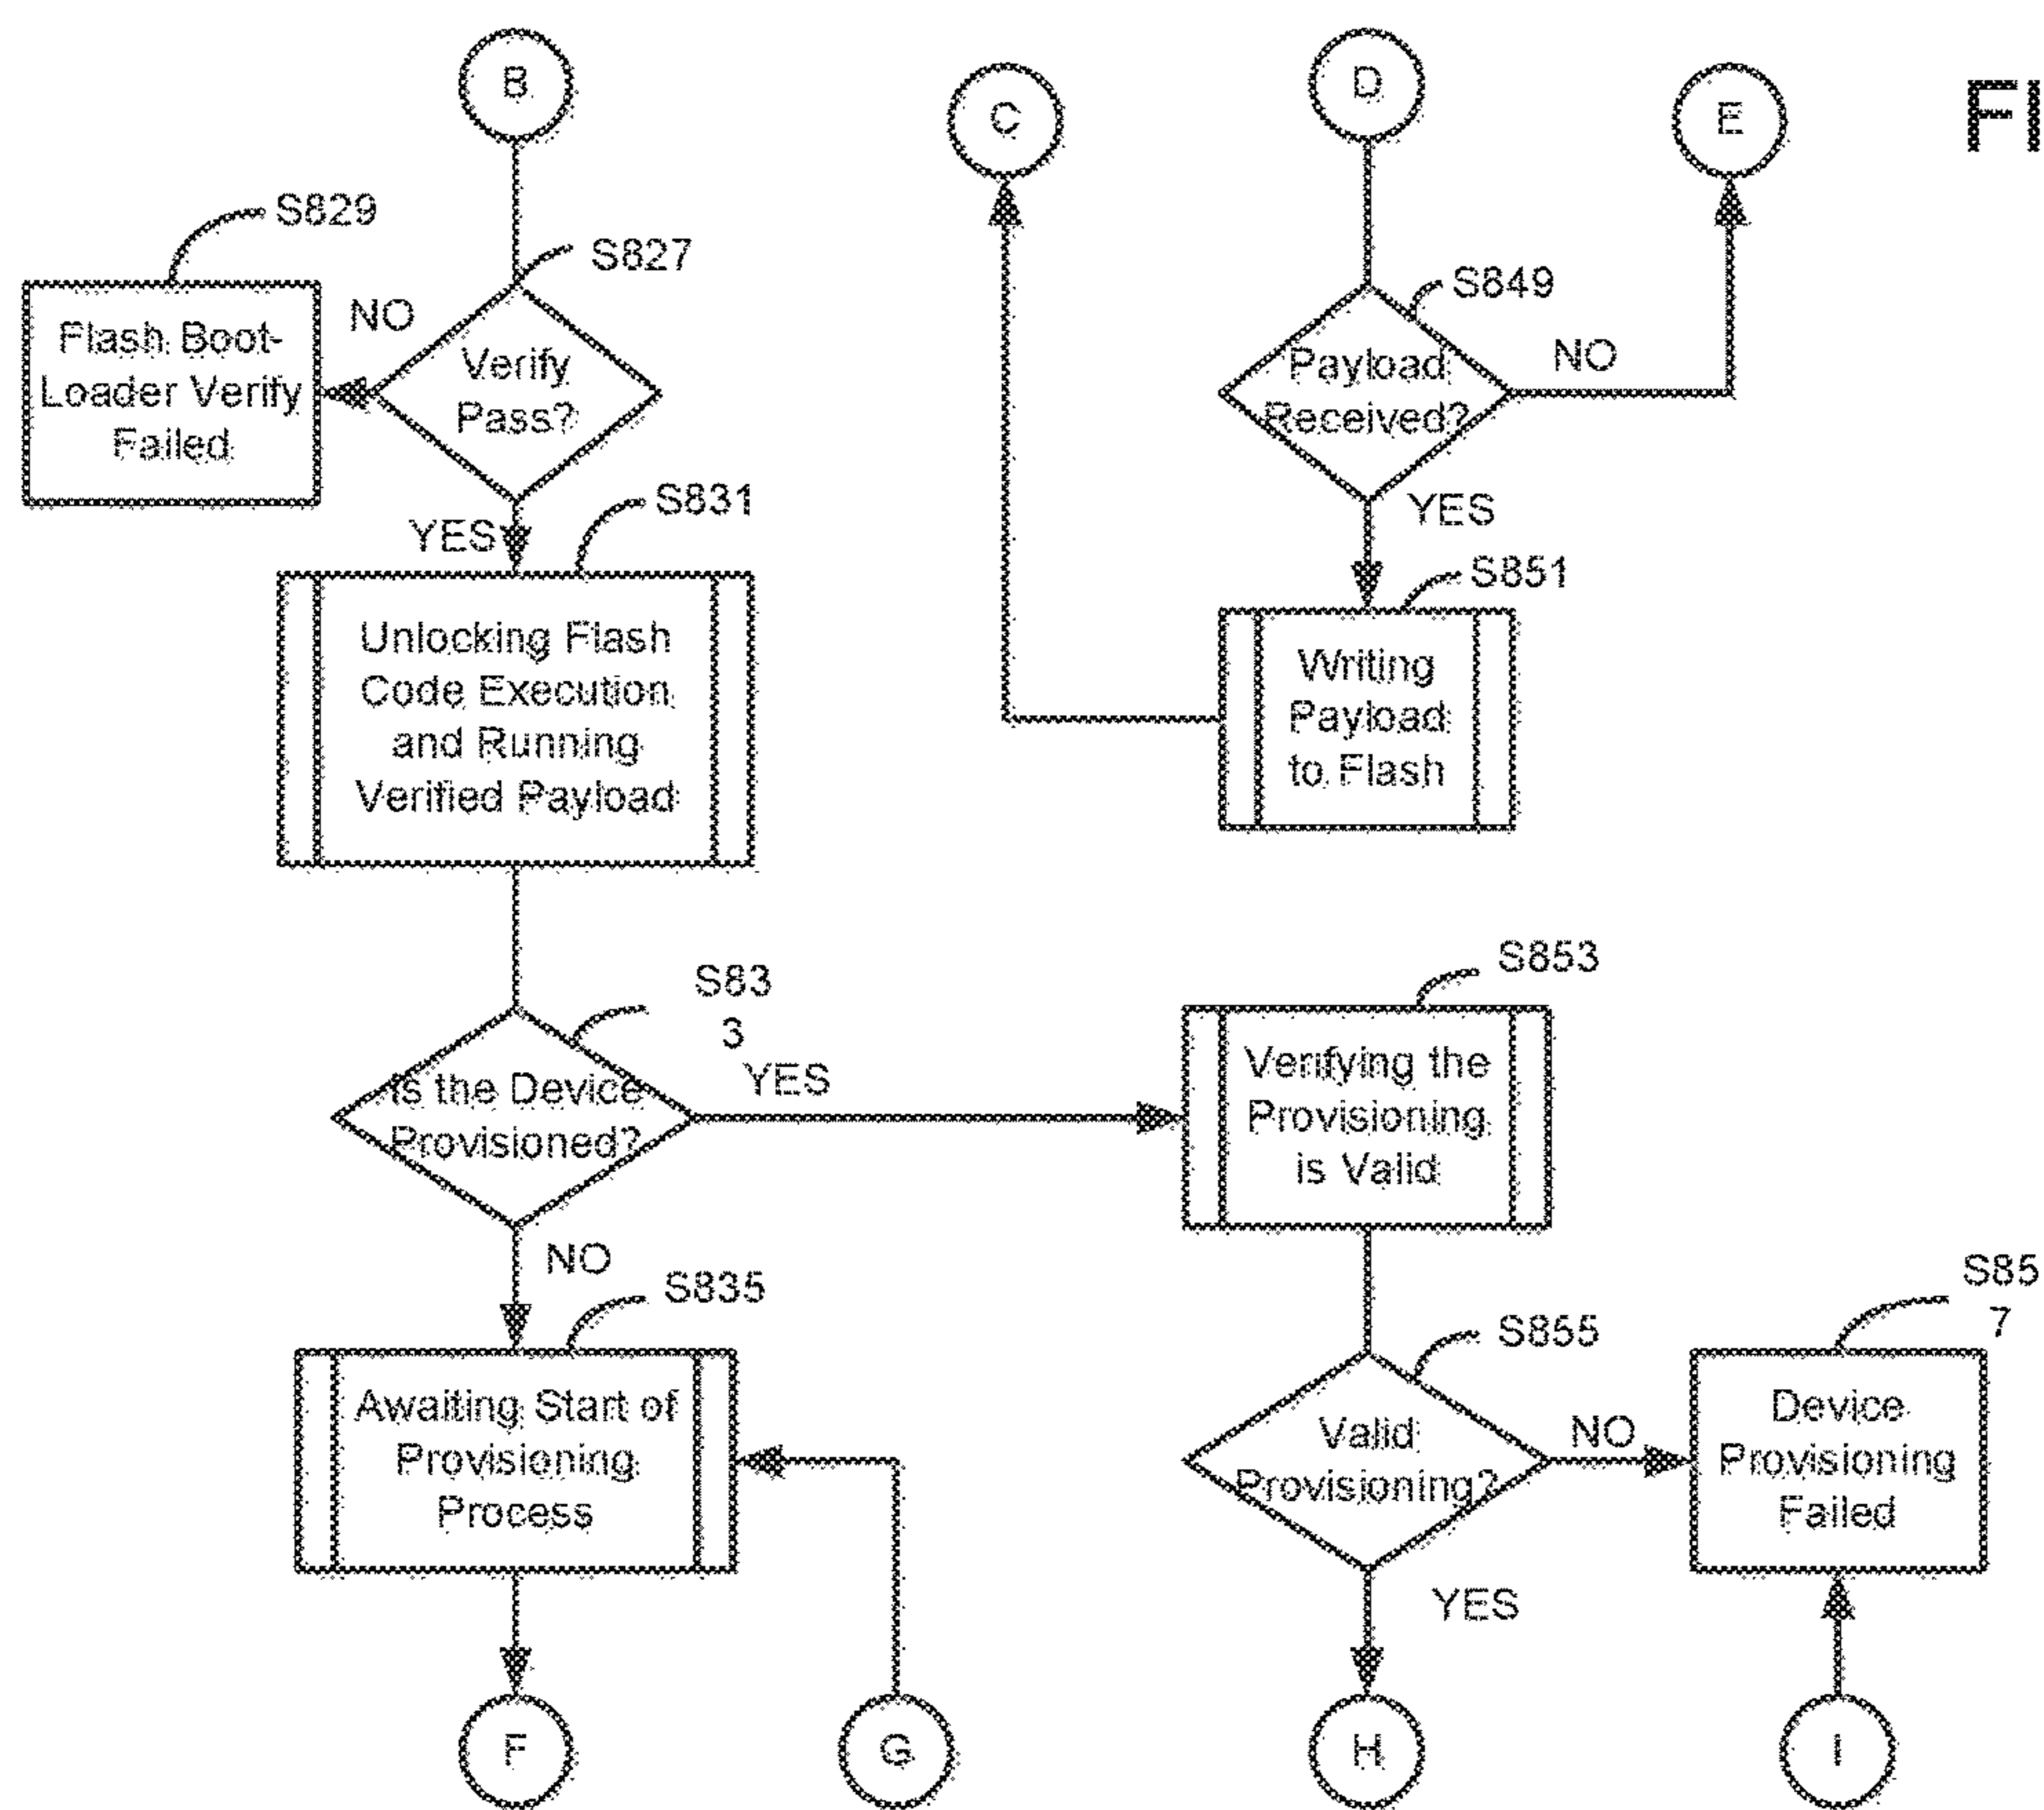 B
C
D
E
FI
S829
S827
S849
NO
Flash Boot-
Loader Verify
Failed
Verify
Pass?
Payload
Received?
NO
YES
S831
YES
S851
Unlocking Flash
Code Execution
and Running
Verified Payload
Writing
Payload
to Flash
S83
3
YES
S853
Is the Device
Provisioned?
Verifying the
Provisioning
is Valid
NO
S835
S855
S85
7
Awaiting Start of
Provisioning
Process
Valid
Provisioning?
NO
Device
Provisioning
Failed
YES
F
G
H
I